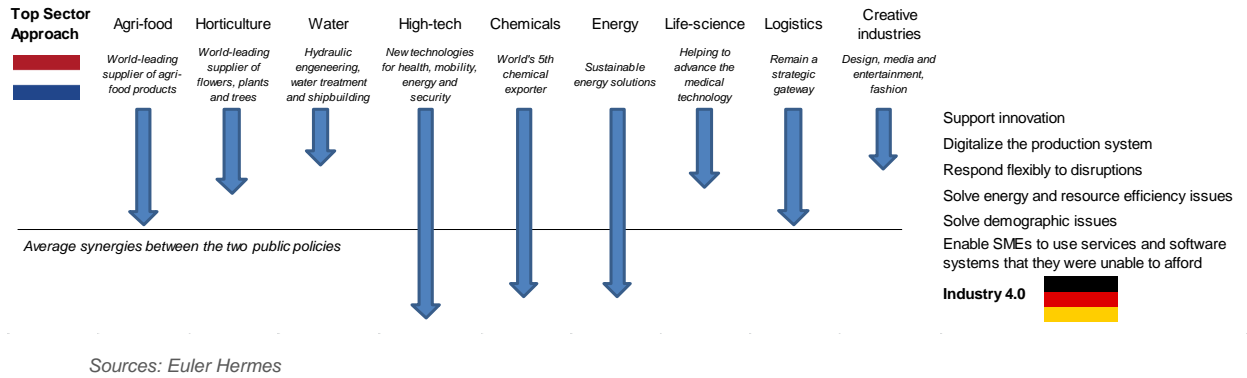 Top Sector
Approach
Agri-food
Horticulture
Water
High-tech
Chemicals
Energy
Life-science
Logistics
Creative
industries
World-leading
supplier of agri-
food products
World-leading
supplier of
flowers, plants
and trees
Hydraulic
engeneering,
water treatment
and shipbuilding
New technologies
for health, mobility,
energy and
security
World's 5th
chemical
exporter
Sustainable
energy solutions
Helping to
advance the
medical
technology
Remain a
strategic
gateway
Design, media and
entertainment,
fashion
Support innovation
Digitalize the production system
Respond flexibly to disruptions
Solve energy and resource efficiency issues
Solve demographic issues
Enable SMEs to use services and software
systems that they were unable to afford
Average synergies between the two public policies
Industry 4.0
Sources: Euler Hermes